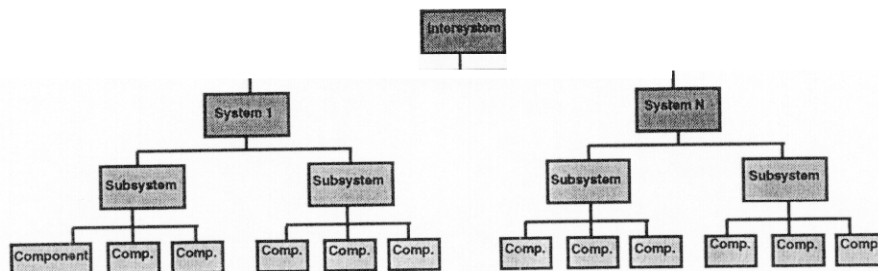 Intersystem
System 1
System N
Subsystem
Subsystem
Subsystem
Subsystem
Component
Comp.
Comp.
Comp.
Comp.
Comp.
Comp.
Comp.
Comp.
Comp.
Comp.
Comp